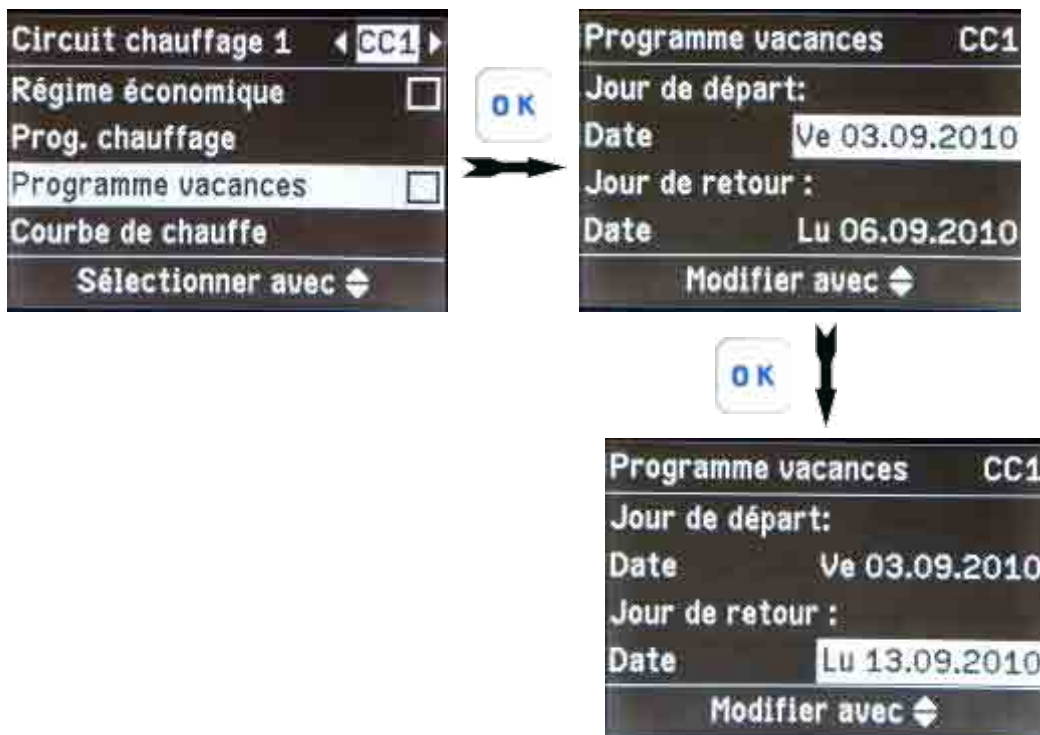 Circuit chauffage 1 CC1
Régime économique
Prog. chauffage
Programme vacances
Courbe de chauffe
Sélectionner avec
OK
Programme vacances CC1
Jour de départ:
Date Ve 03.09.2010
Jour de retour :
Date Lu 06.09.2010
Modifier avec
OK
Programme vacances CC1
Jour de départ:
Date Ve 03.09.2010
Jour de retour :
Date Lu 13.09.2010
Modifier avec